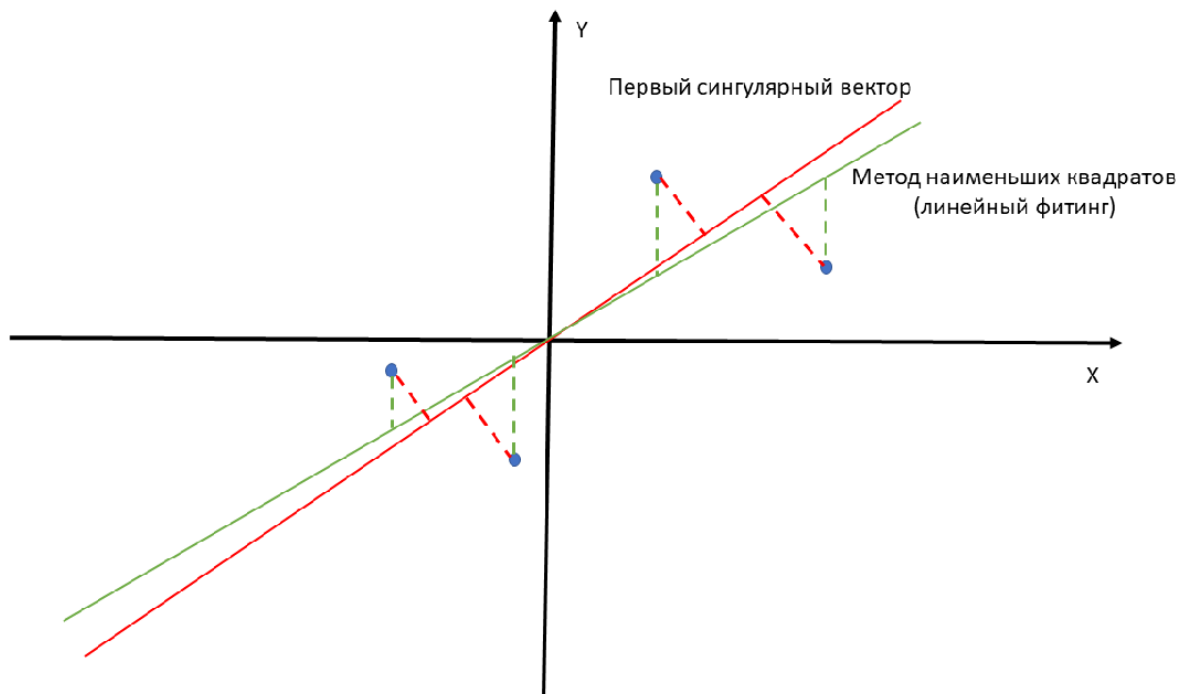 Y
Первый сингулярный вектор
Метод наименьших квадратов
(линейный фитинг)
X